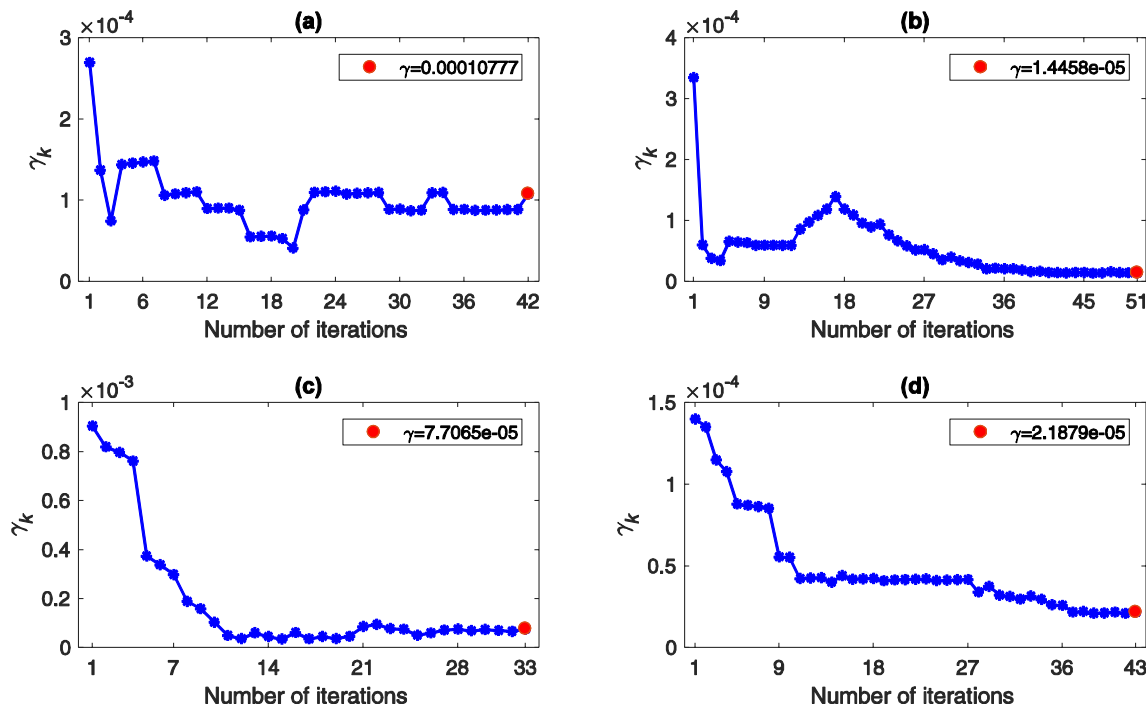 (a)
×10-4
3
2
1
0
γk
γ=0.00010777
1 6 12 18 24 30 36 42
Number of iterations
(b)
×10-4
4
3
2
1
0
γk
γ=1.4458e-05
1 9 18 27 36 45 51
Number of iterations
(c)
×10-3
1
0.8
0.6
0.4
0.2
0
γk
γ=7.7065e-05
1 7 14 21 28 33
Number of iterations
(d)
×10-4
1.5
1
0.5
0
γk
γ=2.1879e-05
1 9 18 27 36 43
Number of iterations